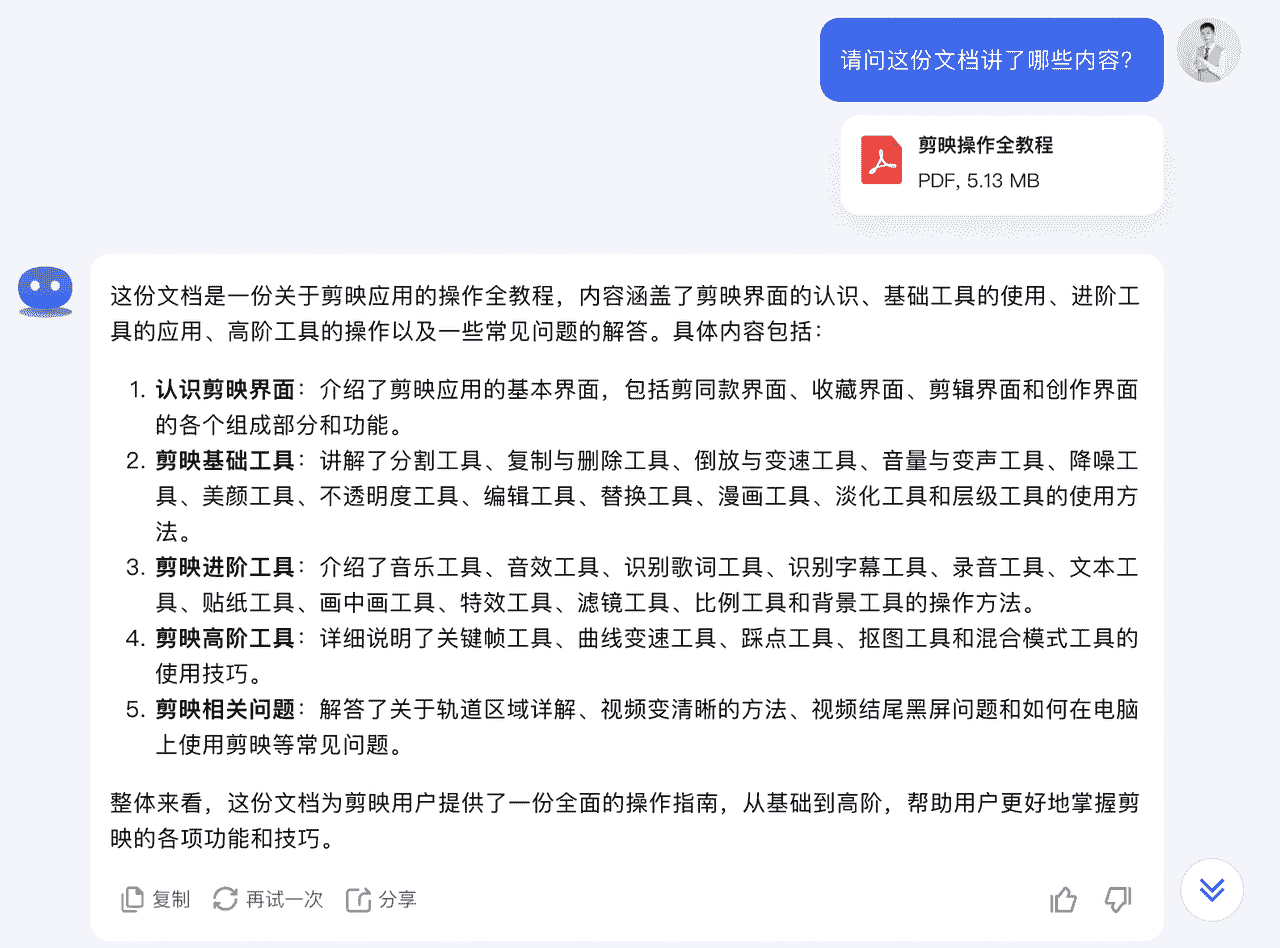 请问这份文档讲了哪些内容？
剪映操作全教程
PDF, 5.13 MB
这份文档是一份关于剪映应用的操作全教程，内容涵盖了剪映界面的认识、基础工具的使用、进阶工
具的应用、高阶工具的操作以及一些常见问题的解答。具体内容包括：
1. 认识剪映界面：介绍了剪映应用的基本界面，包括剪同款界面、收藏界面、剪辑界面和创作界面
的各个组成部分和功能。
2. 剪映基础工具：讲解了分割工具、复制与删除工具、倒放与变速工具、音量与变声工具、降噪工
具、美颜工具、不透明度工具、编辑工具、替换工具、漫画工具、淡化工具和层级工具的使用方
法。
3. 剪映进阶工具：介绍了音乐工具、音效工具、识别歌词工具、识别字幕工具、录音工具、文本工
具、贴纸工具、画中画工具、特效工具、滤镜工具、比例工具和背景工具的操作方法。
4. 剪映高阶工具：详细说明了关键帧工具、曲线变速工具、踩点工具、抠图工具和混合模式工具的
使用技巧。
5. 剪映相关问题：解答了关于轨道区域详解、视频变清晰的方法、视频结尾黑屏问题和如何在电脑
上使用剪映等常见问题。
整体来看，这份文档为剪映用户提供了一份全面的操作指南，从基础到高阶，帮助用户更好地掌握剪
映的各项功能和技巧。
复制 再试一次 分享